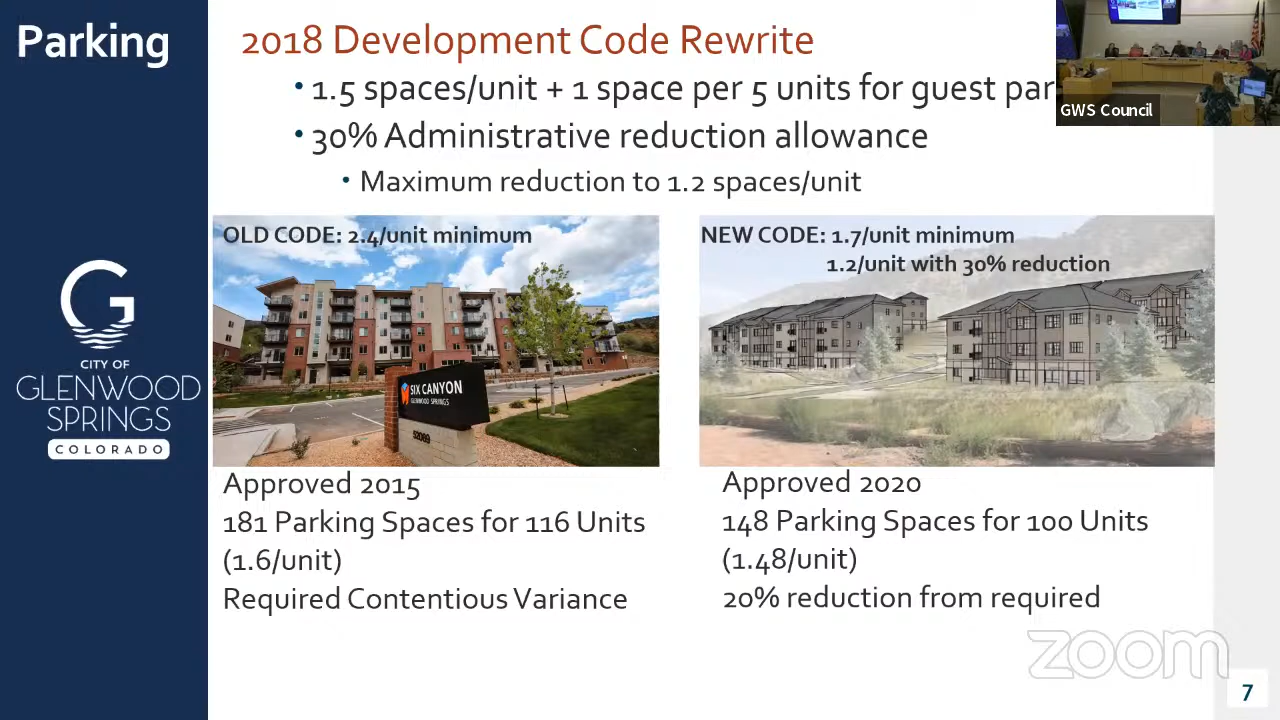 Parking
2018 Development Code Rewrite
• 1.5 spaces/unit + 1 space per 5 units for guest par
GWS Council
• 30% Administrative reduction allowance
• Maximum reduction to 1.2 spaces/unit
OLD CODE: 2.4/unit minimum
NEW CODE: 1.7/unit minimum
1.2/unit with 30% reduction
SIX CANYON
GLENWOOD SPRINGS
G
CITY OF
GLENWOOD
SPRINGS
COLORADO
Approved 2015
181 Parking Spaces for 116 Units
(1.6/unit)
Required Contentious Variance
Approved 2020
148 Parking Spaces for 100 Units
(1.48/unit)
20% reduction from required
zoom
7